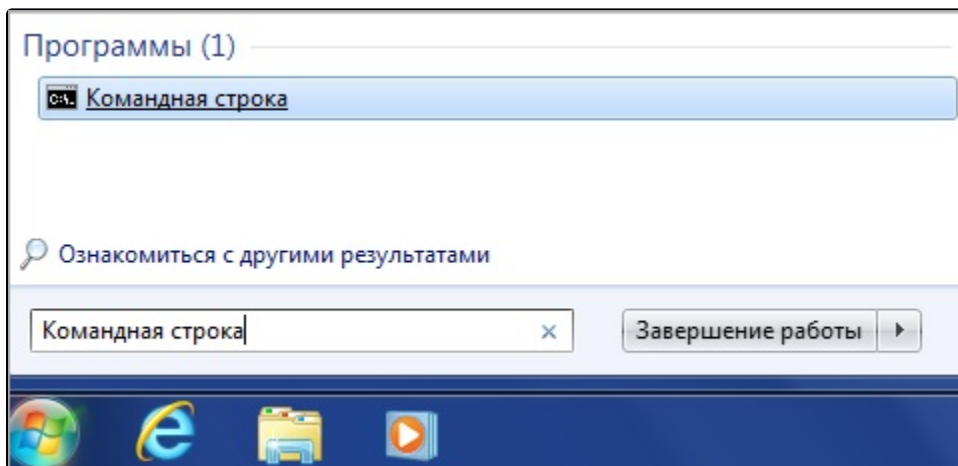 Программы (1)
C:\.
Командная строка
Ознакомиться с другими результатами
Командная строка
Завершение работы